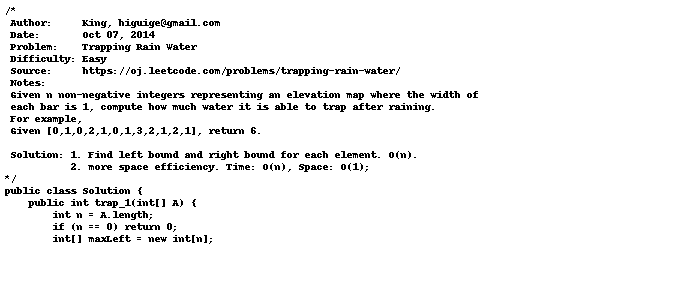 /*
 Author:     King, higuige@gmail.com
 Date:       Oct 07, 2014
 Problem:    Trapping Rain Water
 Difficulty: Easy
 Source:     https://oj.leetcode.com/problems/trapping-rain-water/
 Notes:
 Given n non-negative integers representing an elevation map where the width of
 each bar is 1, compute how much water it is able to trap after raining.
 For example,
 Given [0,1,0,2,1,0,1,3,2,1,2,1], return 6.

 Solution: 1. Find left bound and right bound for each element. O(n).
           2. more space efficiency. Time: O(n), Space: O(1);
*/
public class Solution {
    public int trap_1(int[] A) {
        int n = A.length;
        if (n == 0) return 0;
        int[] maxLeft = new int[n];